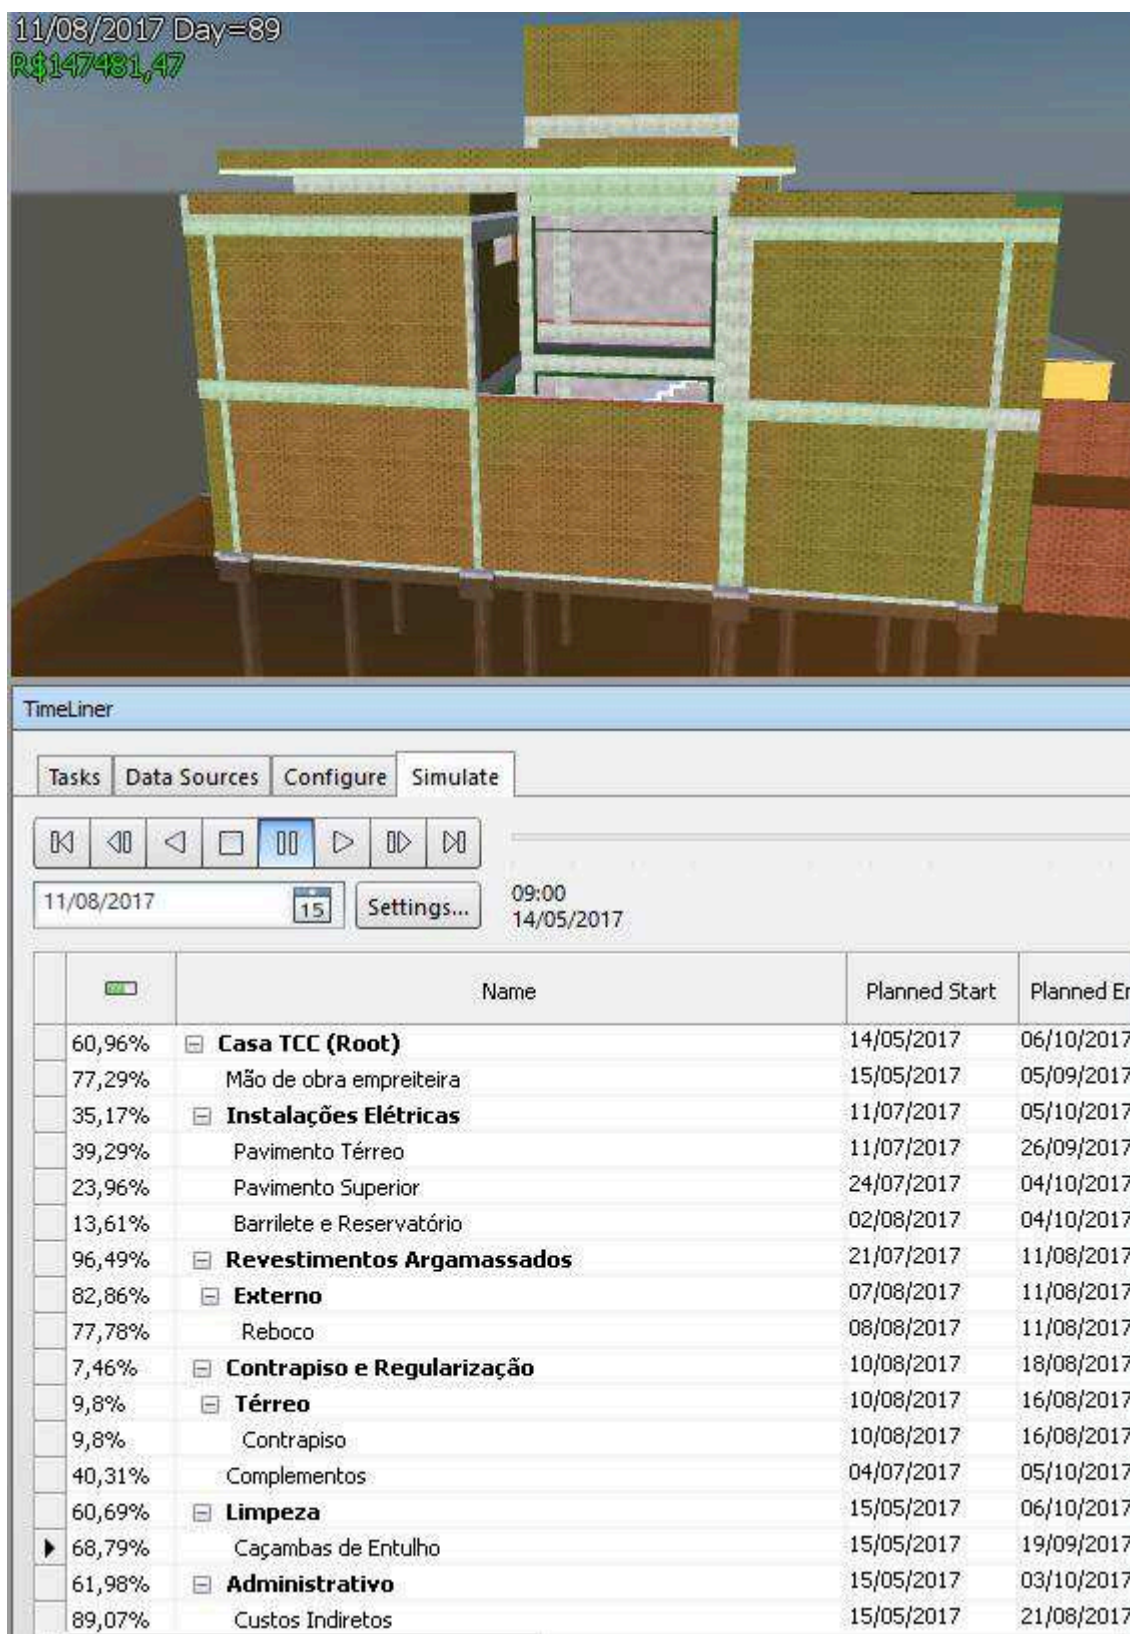 11/08/2017 Day=89
R$147481,47
TimeLiner
Tasks Data Sources Configure Simulate
11/08/2017 15 Settings... 09:00
14/05/2017
Name Planned Start Planned Er
60,96% Casa TCC (Root) 14/05/2017 06/10/2017
77,29% Mão de obra empreiteira 15/05/2017 05/09/2017
35,17% Instalações Elétricas 11/07/2017 05/10/2017
39,29% Pavimento Térreo 11/07/2017 26/09/2017
23,96% Pavimento Superior 24/07/2017 04/10/2017
13,61% Barrilete e Reservatório 02/08/2017 04/10/2017
96,49% Revestimentos Argamassados 21/07/2017 11/08/2017
82,86% Externo 07/08/2017 11/08/2017
77,78% Reboco 08/08/2017 11/08/2017
7,46% Contrapiso e Regularização 10/08/2017 18/08/2017
9,8% Térreo 10/08/2017 16/08/2017
9,8% Contrapiso 10/08/2017 16/08/2017
40,31% Complementos 04/07/2017 05/10/2017
60,69% Limpeza 15/05/2017 06/10/2017
68,79% Caçambas de Entulho 15/05/2017 19/09/2017
61,98% Administrativo 15/05/2017 03/10/2017
89,07% Custos Indiretos 15/05/2017 21/08/2017